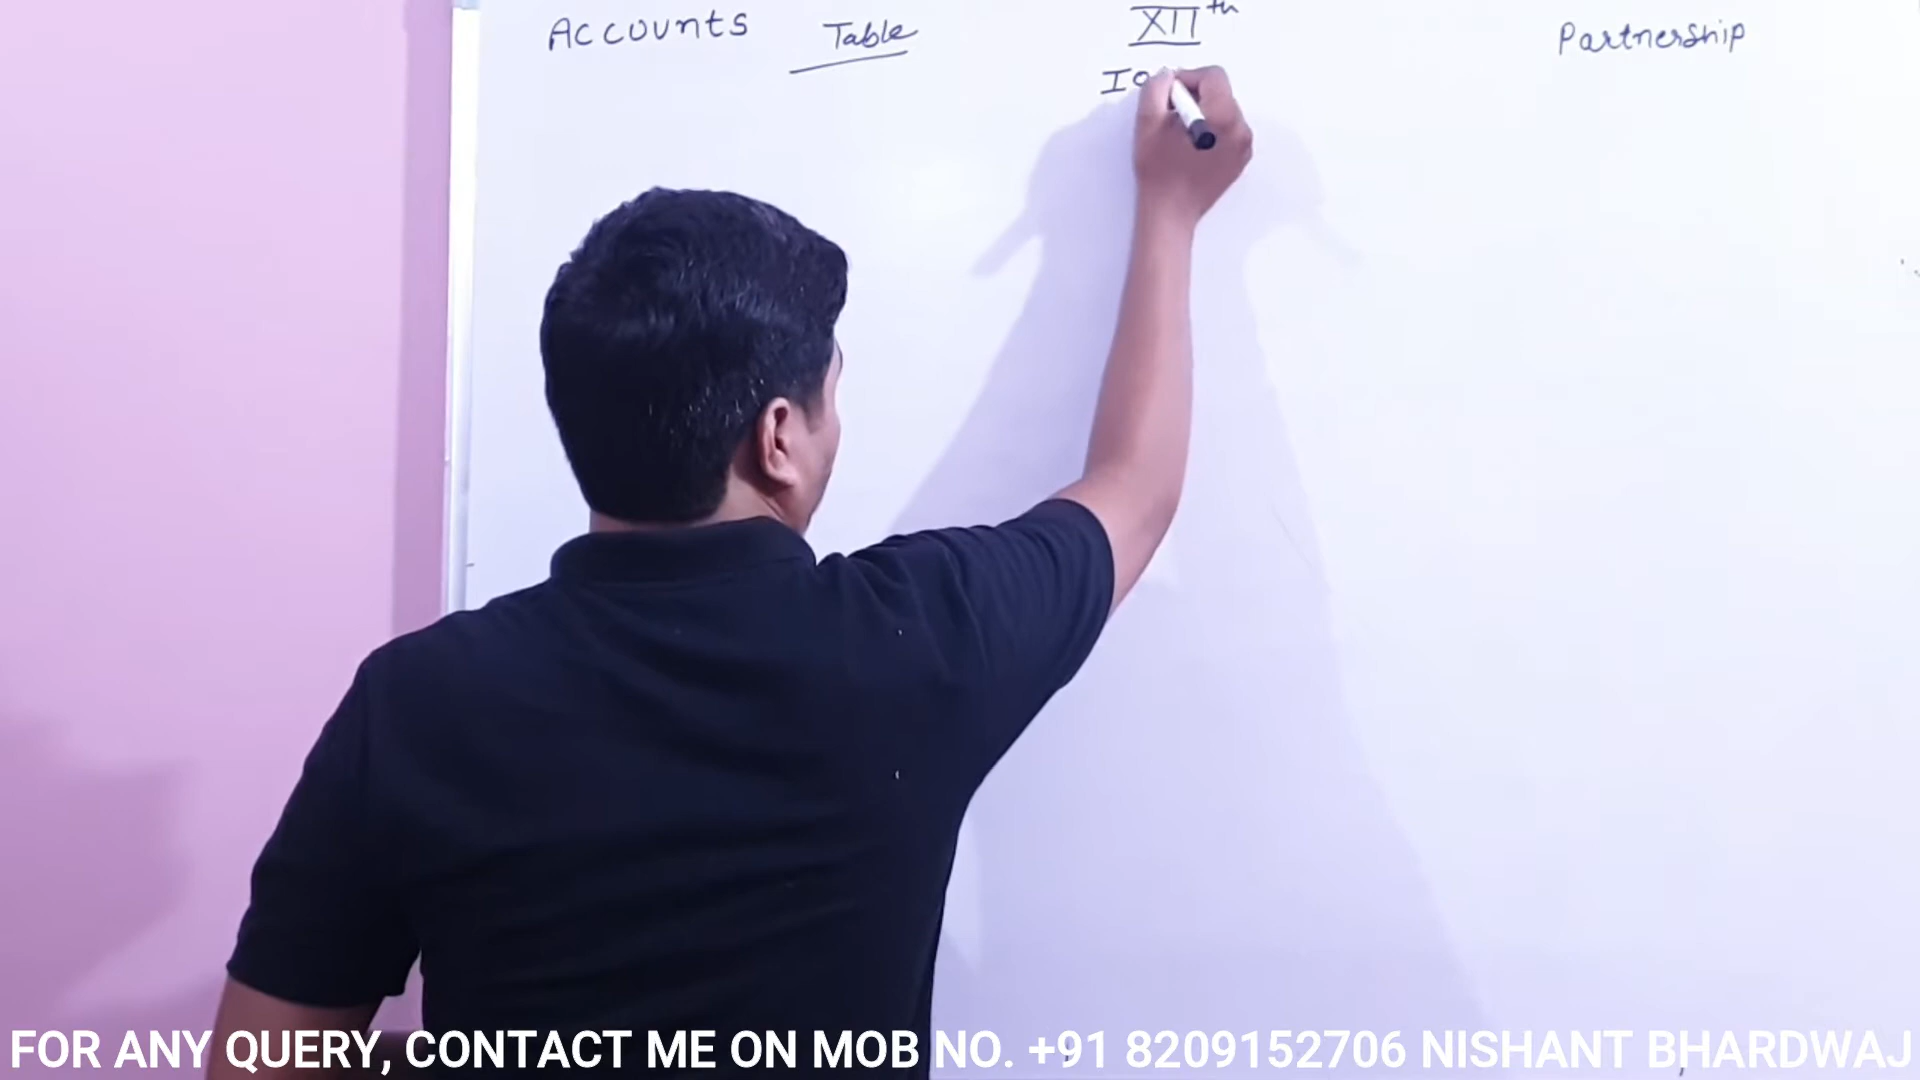 Accounts Table XIIth Partnership
FOR ANY QUERY, CONTACT ME ON MOB NO. +91 8209152706 NISHANT BHARDWAJ